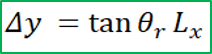 Δy = tan θᵣ Lₓ